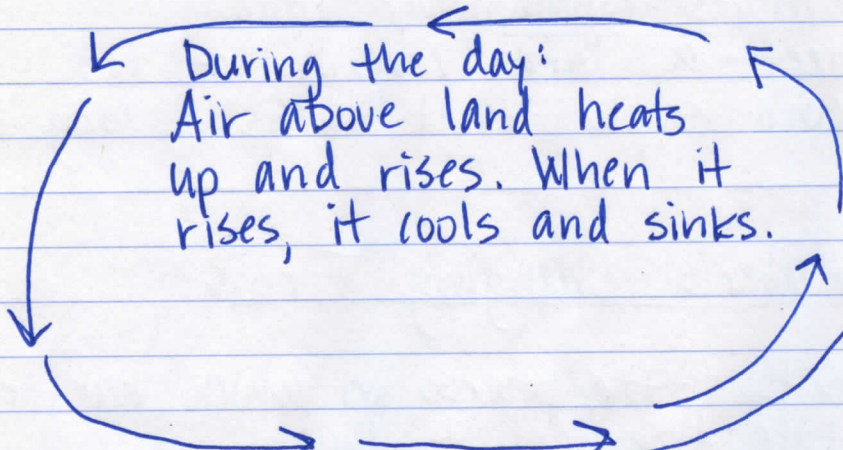 During the day:
Air above land heats
up and rises. When it
rises, it cools and sinks.